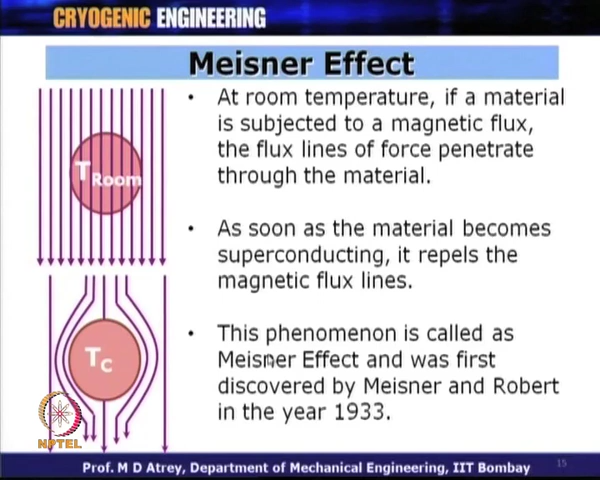 CRYOGENIC ENGINEERING
Meisner Effect
• At room temperature, if a material
is subjected to a magnetic flux,
the flux lines of force penetrate
through the material.
• As soon as the material becomes
superconducting, it repels the
magnetic flux lines.
• This phenomenon is called as
Meisner Effect and was first
discovered by Meisner and Robert
in the year 1933.
TRoom
TC
NPTEL
Prof. M D Atrey, Department of Mechanical Engineering, IIT Bombay
15